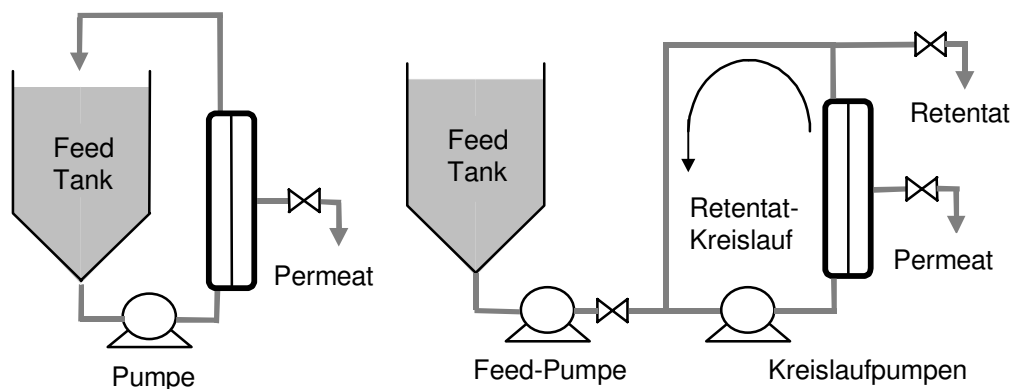 Feed
Tank
Permeat
Pumpe
Feed
Tank
Retentat-
Kreislauf
Retentat
Permeat
Feed-Pumpe
Kreislaufpumpen